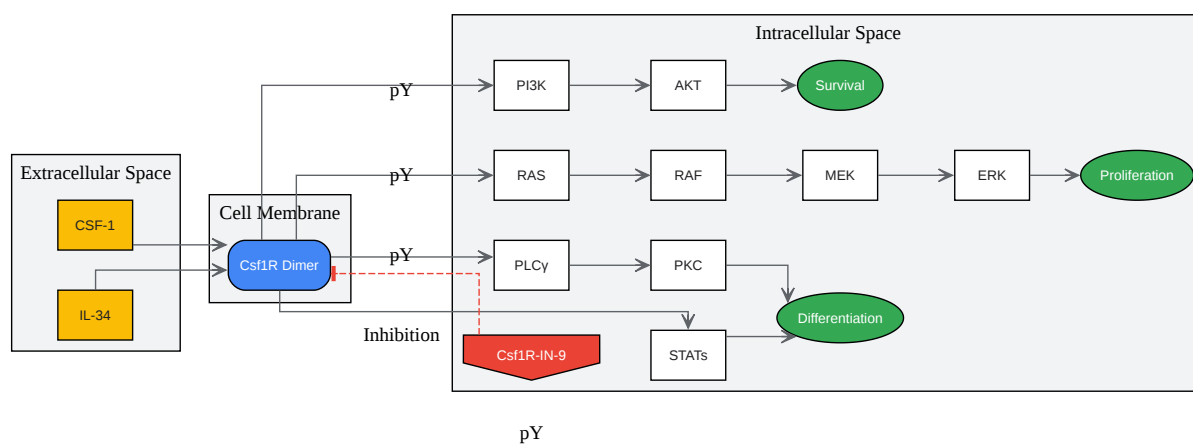 Intracellular Space
pY
PI3K
AKT
Survival
Extracellular Space
CSF-1
IL-34
Cell Membrane
Csf1R Dimer
pY
RAS
RAF
MEK
ERK
Proliferation
pY
PLCγ
PKC
Differentiation
Inhibition
Csf1R-IN-9
STATs
pY